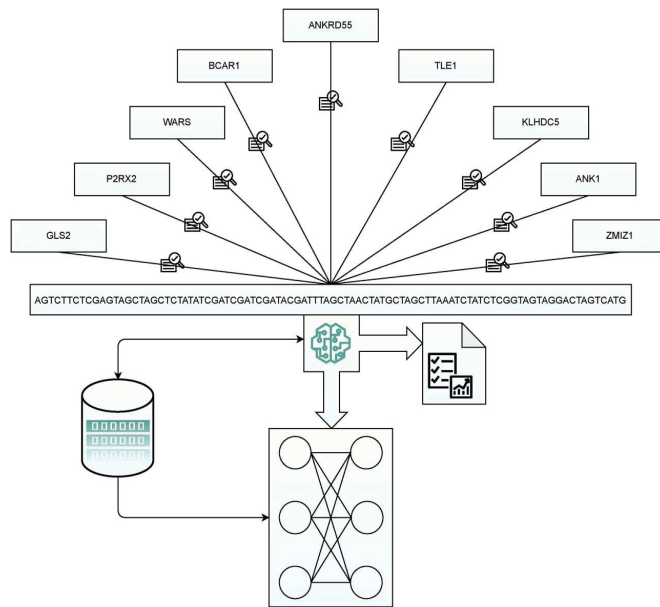 ANKRD55
BCAR1
TLE1
WARS
KLHDC5
P2RX2
ANK1
GLS2
ZMIZ1
AGTCTTCTCGAGTAGCTAGCTCTATATCGATCGATCGATACGATTTAGCTAACTATGCTAGCTTAAATCTATCTCGGTAGTAGGACTAGTCATG